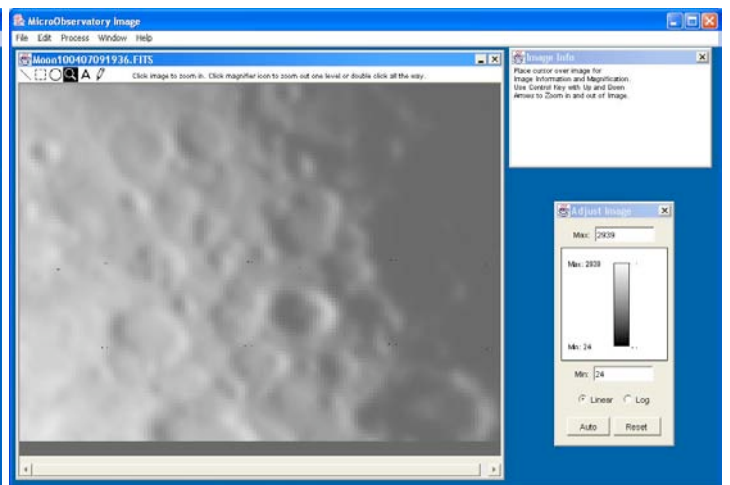 MicroObservatory Image
File Edit Process Window Help
Moon100407091936.FITS
A
Click image to zoom in. Click magnifier icon to zoom out one level or double click all the way.
Image Info
Place cursor over image for
Image Information and Magnification.
Use Control Key with Up and Down
Arrows to Zoom in and out of Image.
Adjust Image
Max: 2939
Max: 2939
Min: 24
Min: 24
Linear Log
Auto Reset